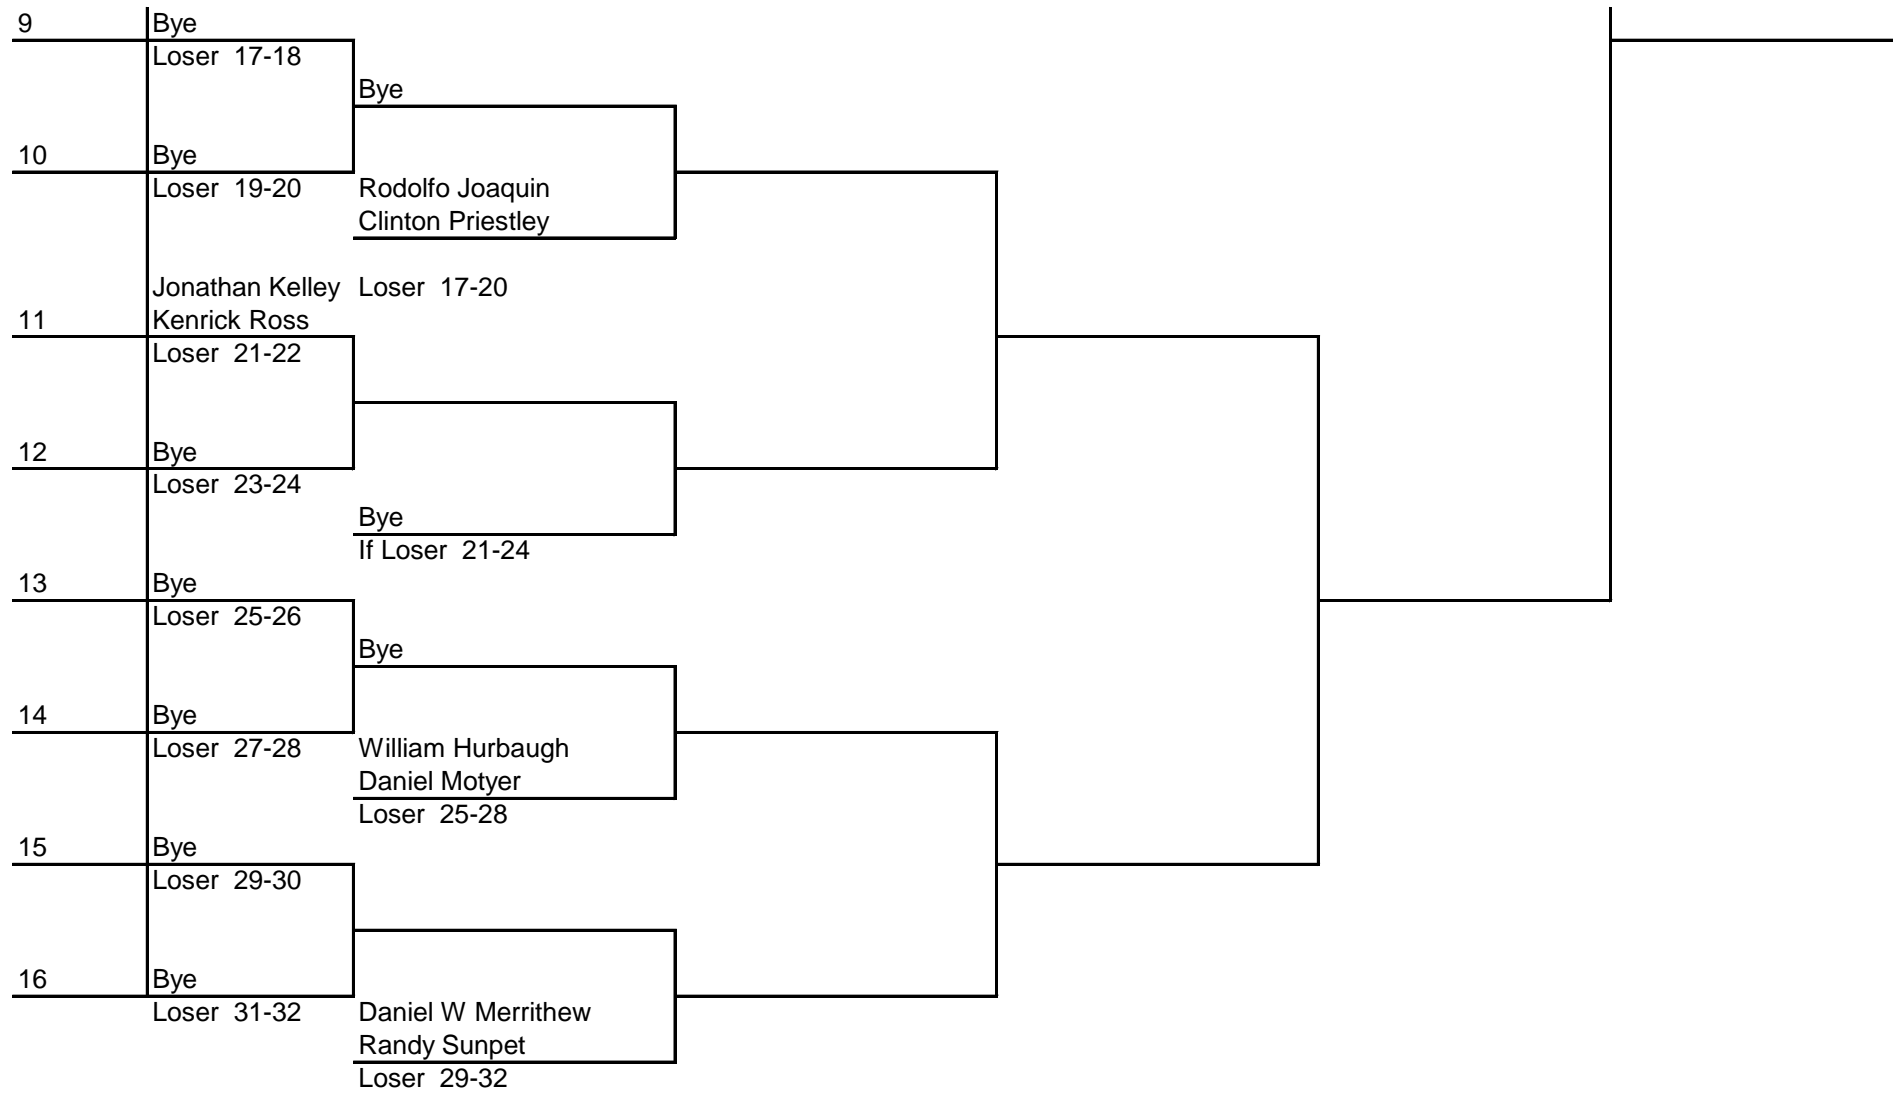 9 Bye
Loser 17-18
Bye
10 Bye
Loser 19-20 Rodolfo Joaquin
Clinton Priestley
Jonathan Kelley Loser 17-20
11 Kenrick Ross
Loser 21-22
12 Bye
Loser 23-24
Bye
If Loser 21-24
13 Bye
Loser 25-26
Bye
14 Bye
Loser 27-28 William Hurbaugh
Daniel Motyer
Loser 25-28
15 Bye
Loser 29-30
16 Bye
Loser 31-32 Daniel W Merrithew
Randy Sunpet
Loser 29-32